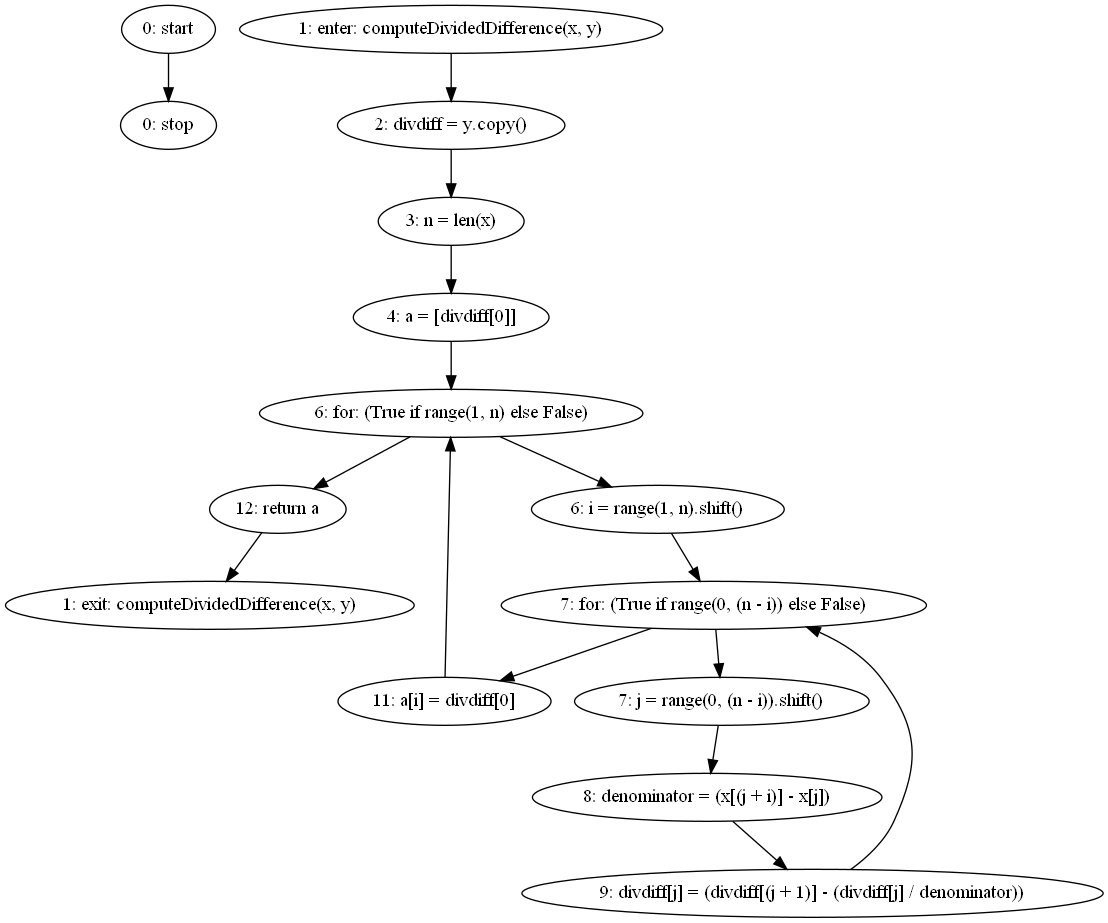 0: start
1: enter: computeDividedDifference(x, y)
0: stop
2: divdiff = y.copy()
3: n = len(x)
4: a = [divdiff[0]]
6: for: (True if range(1, n) else False)
12: return a
6: i = range(1, n).shift()
1: exit: computeDividedDifference(x, y)
7: for: (True if range(0, (n - i)) else False)
11: a[i] = divdiff[0]
7: j = range(0, (n - i)).shift()
8: denominator = (x[(j + i)] - x[j])
9: divdiff[j] = (divdiff[(j + 1)] - (divdiff[j] / denominator))